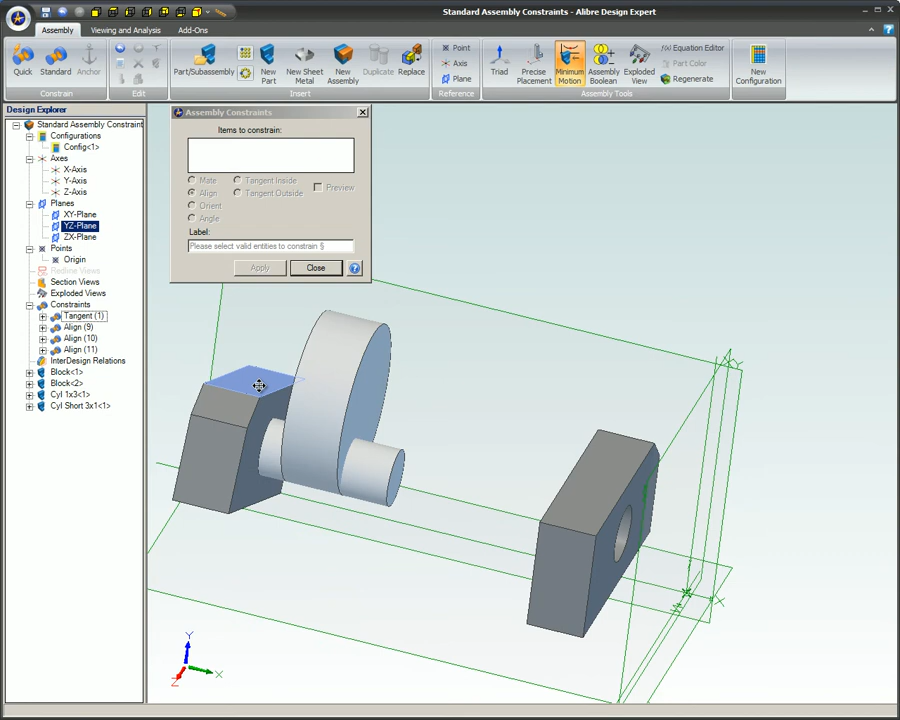 Standard Assembly Constraints - Alibre Design Expert
Assembly Viewing and Analysis Add-Ons
Quick Standard Anchor
Constrain
Edit
Part/Subassembly New Part New Sheet Metal New Assembly Duplicate Replace
Insert
Point
Axis
Plane
Reference
Triad Precise Placement Minimum Motion Assembly Boolean Exploded View
Equation Editor
Part Color
Regenerate
Assembly Tools
New Configuration
Design Explorer
Standard Assembly Constraint
Configurations
Config<1>
Axes
X-Axis
Y-Axis
Z-Axis
Planes
XY-Plane
YZ-Plane
ZX-Plane
Points
Origin
Redline Views
Section Views
Exploded Views
Constraints
Tangent (1)
Align (9)
Align (10)
Align (11)
InterDesign Relations
Block<1>
Block<2>
Cyl 1x3<1>
Cyl Short 3x1<1>
Assembly Constraints
Items to constrain:
Mate
Align
Orient
Angle
Tangent Inside
Tangent Outside
Preview
Label:
Please select valid entities to constrain §
Apply Close
Y
X
Z